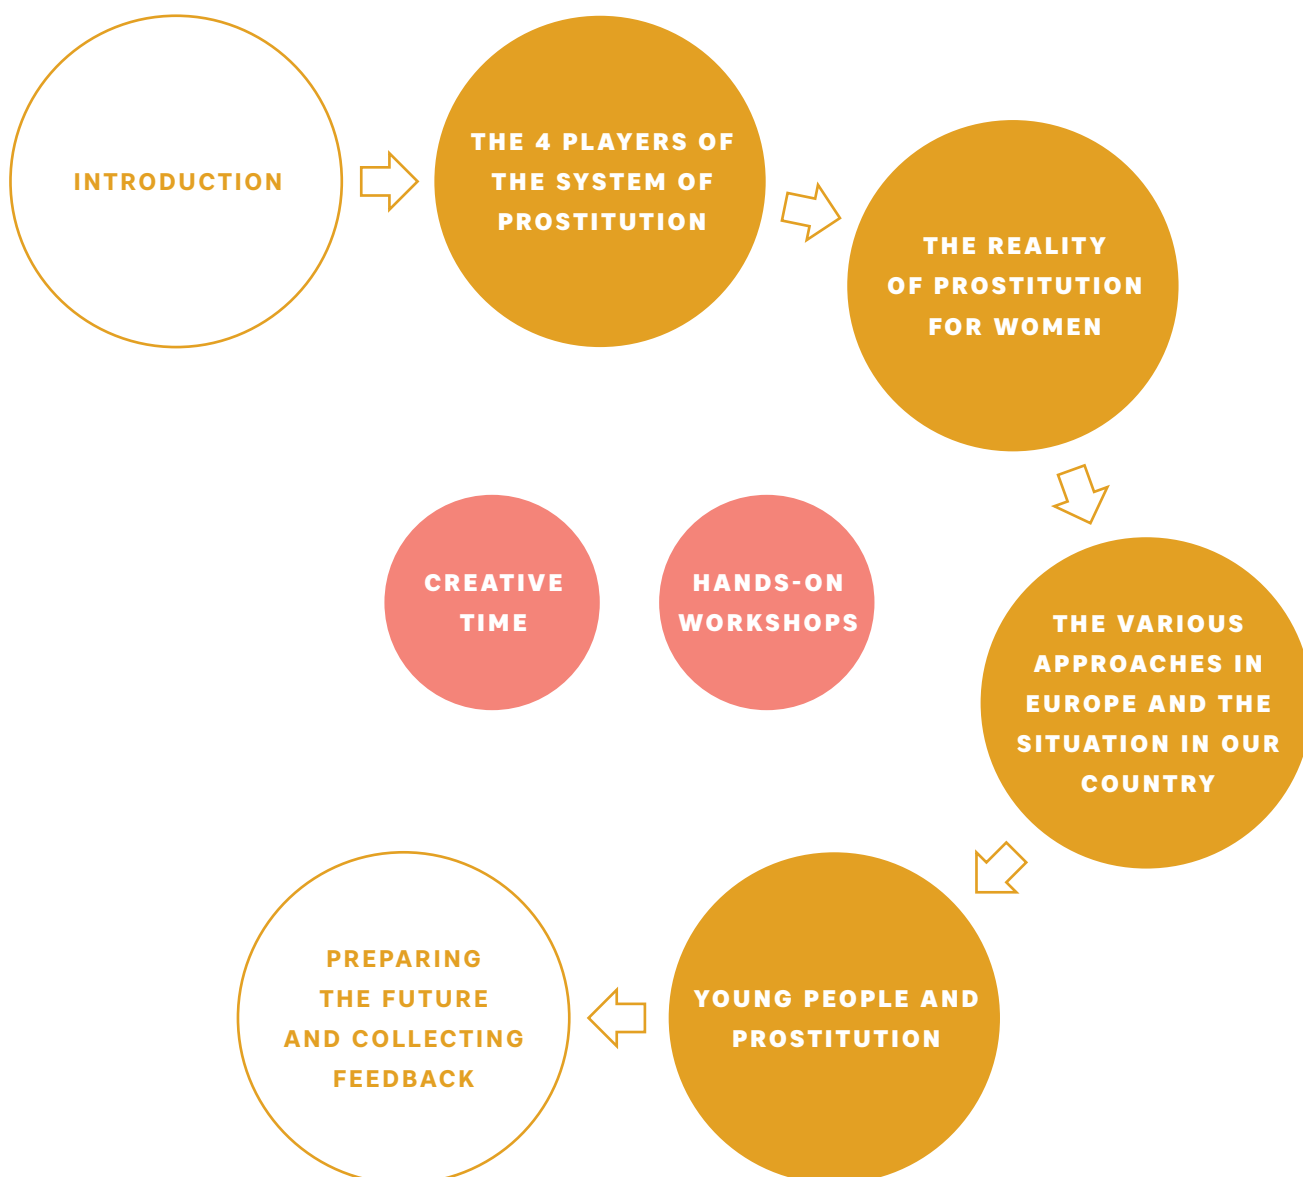 INTRODUCTION
THE 4 PLAYERS OF
THE SYSTEM OF
PROSTITUTION
THE REALITY
OF PROSTITUTION
FOR WOMEN
CREATIVE
TIME
HANDS-ON
WORKSHOPS
THE VARIOUS
APPROACHES IN
EUROPE AND THE
SITUATION IN OUR
COUNTRY
YOUNG PEOPLE AND
PROSTITUTION
PREPARING
THE FUTURE
AND COLLECTING
FEEDBACK